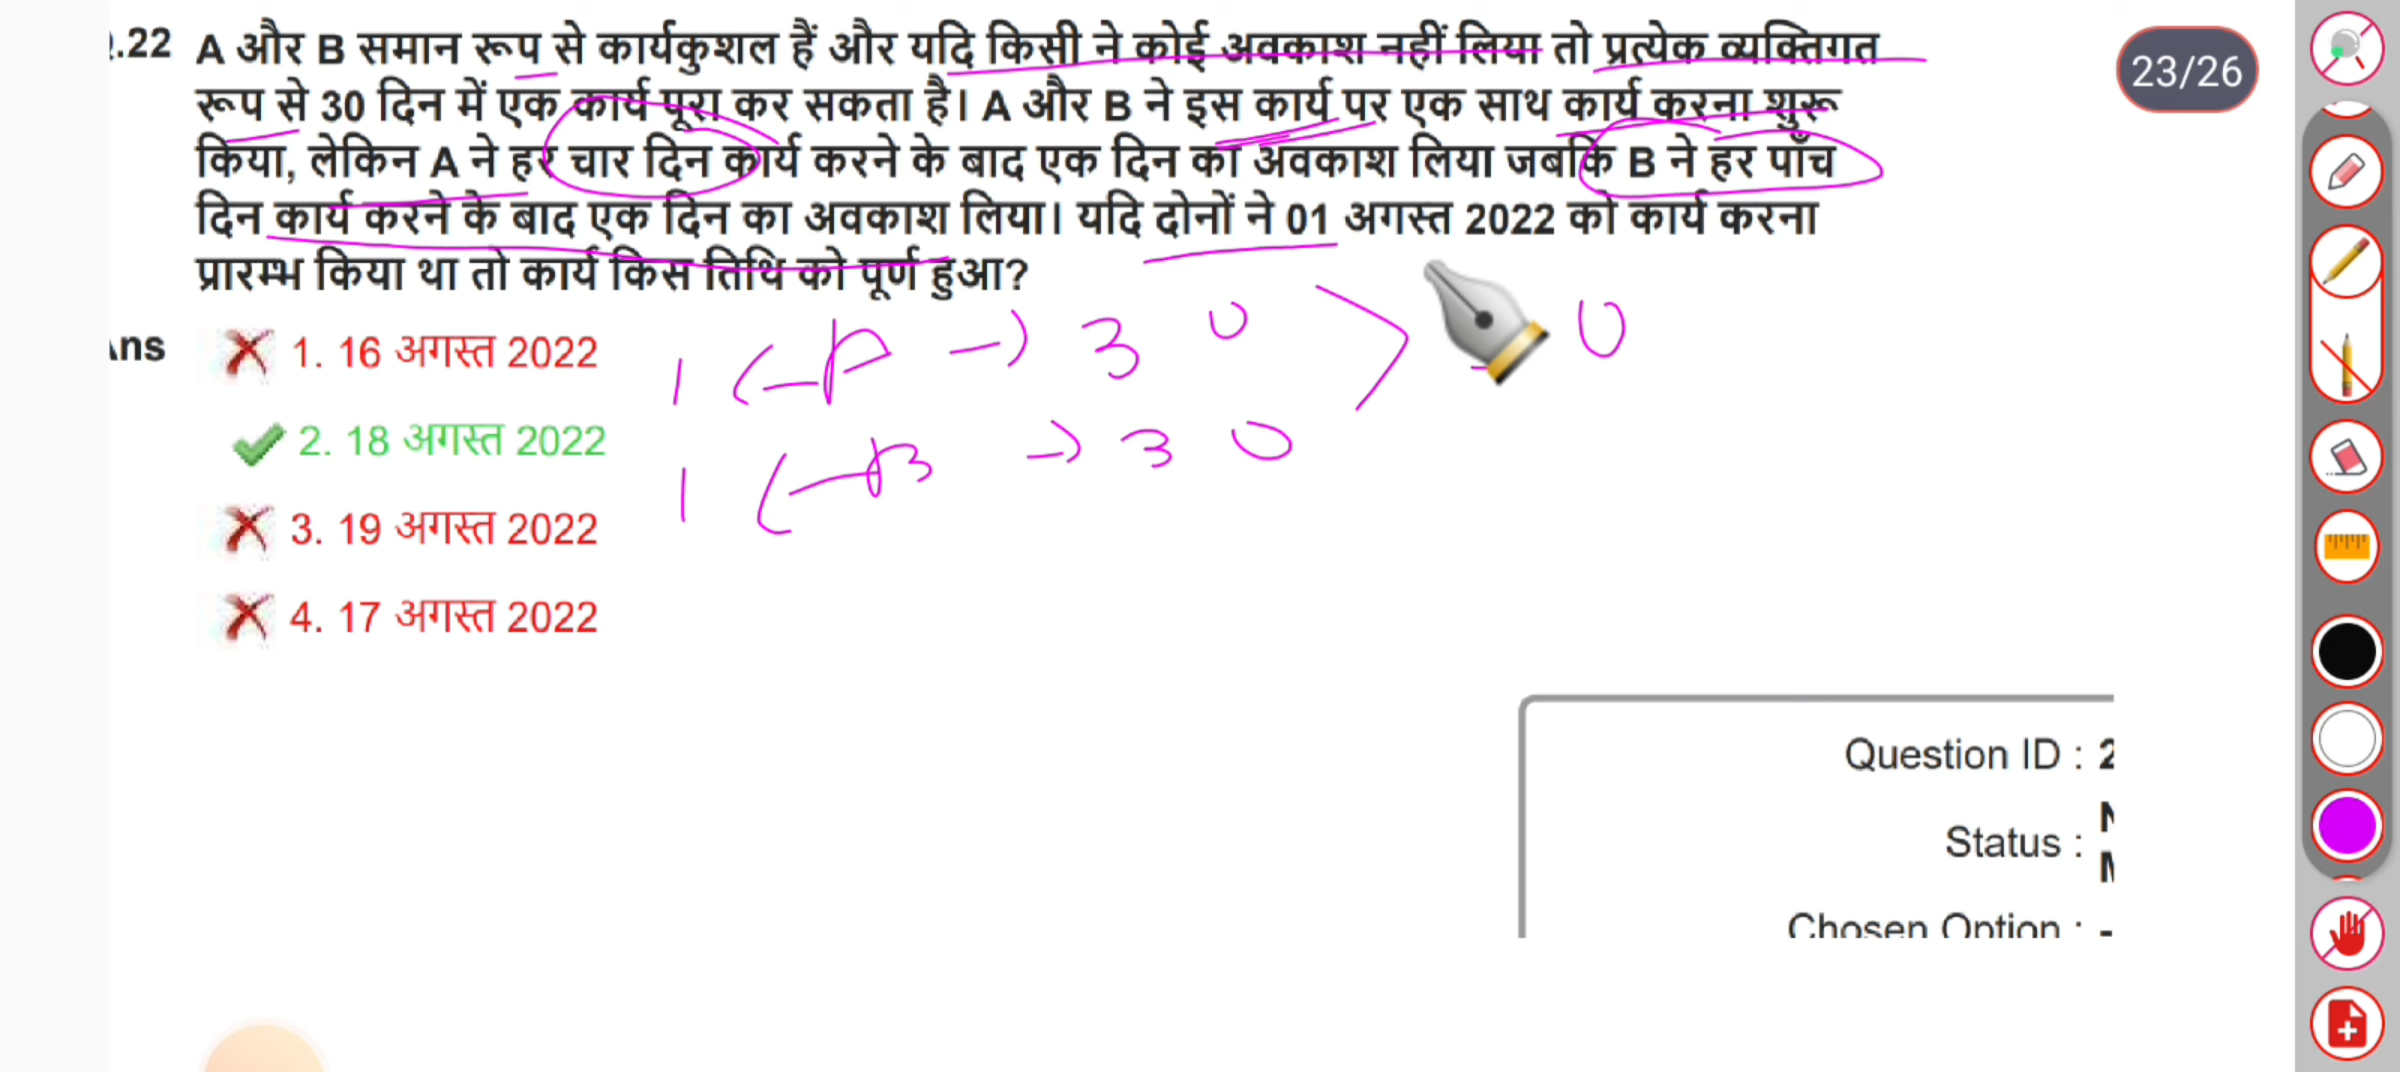 .22 A और B समान रूप से कार्यकुशल हैं और यदि किसी ने कोई अवकाश नहीं लिया तो प्रत्येक व्यक्तिगत
रूप से 30 दिन में एक कार्य पूरा कर सकता है। A और B ने इस कार्य पर एक साथ कार्य करना शुरू
किया, लेकिन A ने हर चार दिन कार्य करने के बाद एक दिन का अवकाश लिया जबकि B ने हर पाँच
दिन कार्य करने के बाद एक दिन का अवकाश लिया। यदि दोनों ने 01 अगस्त 2022 को कार्य करना
प्रारम्भ किया था तो कार्य किस तिथि को पूर्ण हुआ?
Ans 1. 16 अगस्त 2022
2. 18 अगस्त 2022
3. 19 अगस्त 2022
4. 17 अगस्त 2022
1 ← A → 30
0
1 ← B → 30
23/26
Question ID : 2
Status :
Chosen Option : -